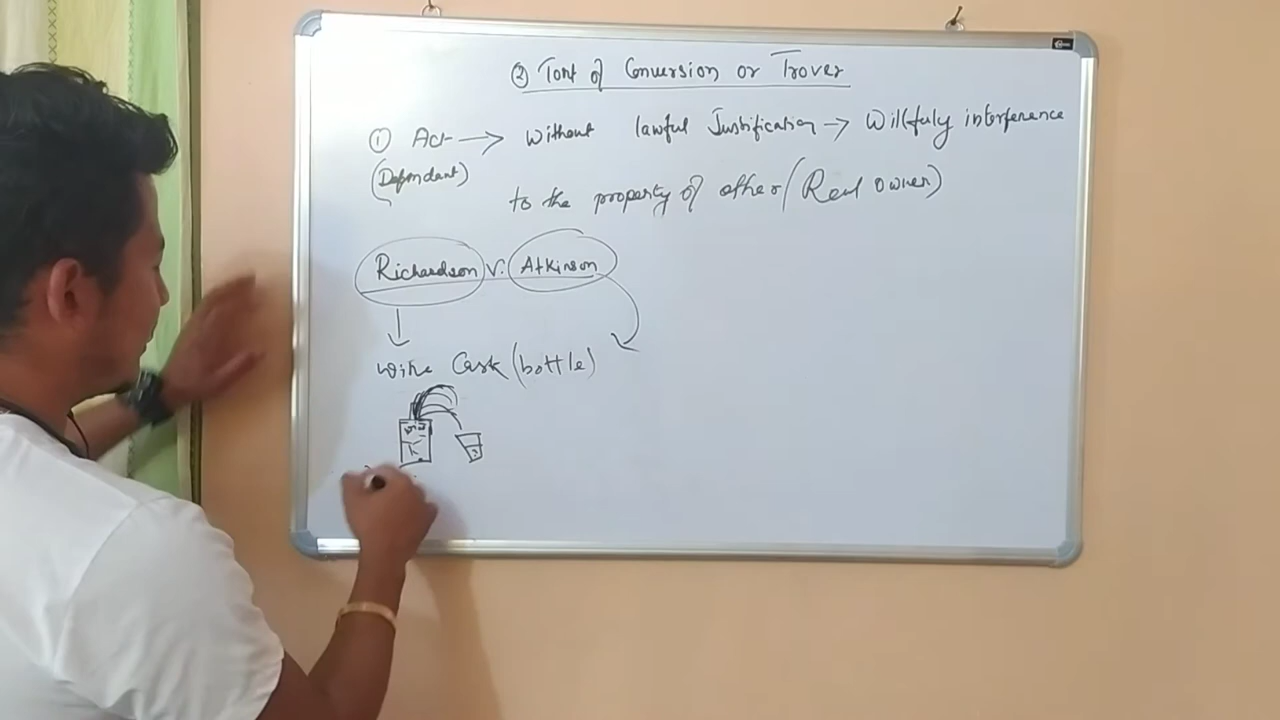 ② Tort of Conversion or Trover
① Act → Without lawful Justification → Willfuly interference
(Defendant)
to the property of other (Real owner)
Richardson V. Atkinson
Wine Cask (bottle)